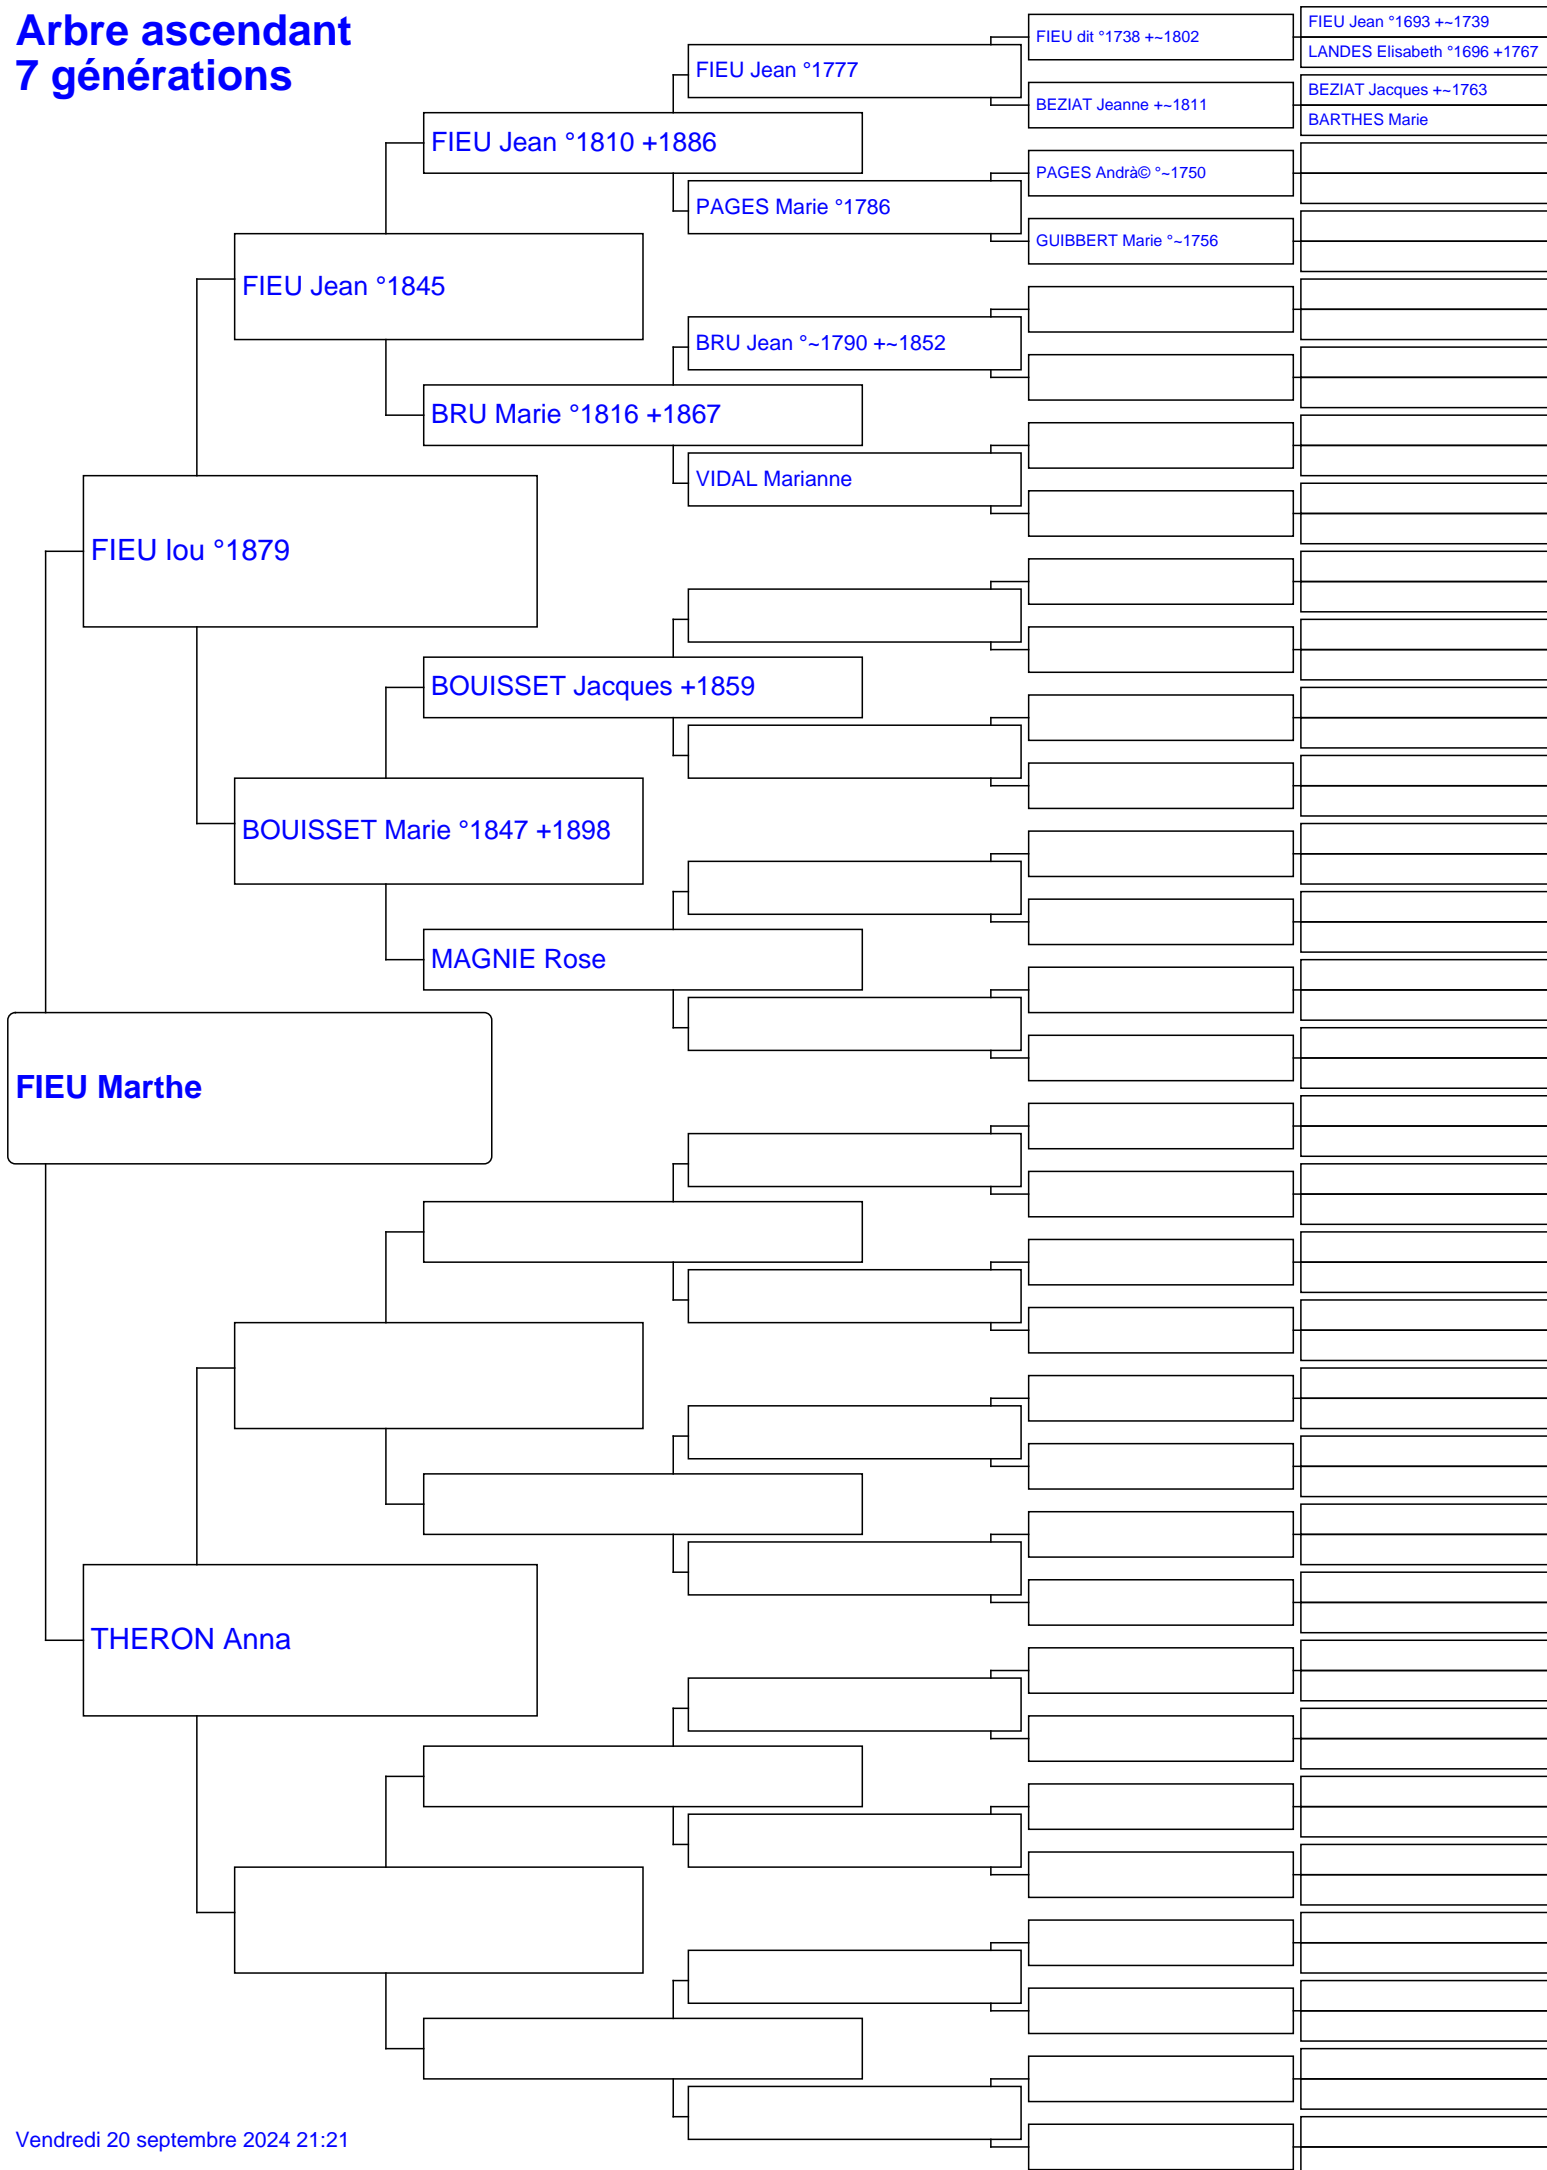 Arbre ascendant
7 générations
FIEU Jean °1693 +~1739
FIEU dit °1738 +~1802
LANDES Elisabeth °1696 +1767
FIEU Jean °1777
BEZIAT Jacques +~1763
BEZIAT Jeanne +~1811
BARTHES Marie
FIEU Jean °1810 +1886
PAGES Andrà© °~1750
PAGES Marie °1786
GUIBBERT Marie °~1756
FIEU Jean °1845
BRU Jean °~1790 +~1852
BRU Marie °1816 +1867
VIDAL Marianne
FIEU lou °1879
BOUISSET Jacques +1859
BOUISSET Marie °1847 +1898
MAGNIE Rose
FIEU Marthe
THERON Anna
Vendredi 20 septembre 2024 21:21